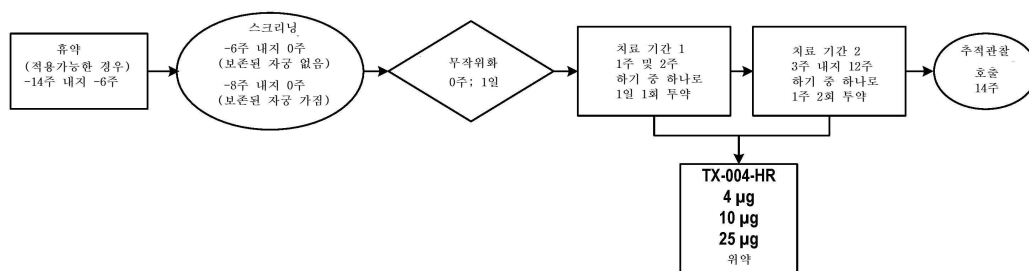 휴약
(적용가능한 경우)
-14주 내지 -6주
스크리닝
-6주 내지 0주
(보존된 자궁 없음)
-8주 내지 0주
(보존된 자궁 가짐)
무작위화
0주; 1일
치료 기간 1
1주 및 2주
하기 중 하나로
1일 1회 투약
치료 기간 2
3주 내지 12주
하기 중 하나로
1주 2회 투약
추적관찰
호출
14주
TX-004-HR
4 µg
10 µg
25 µg
위약